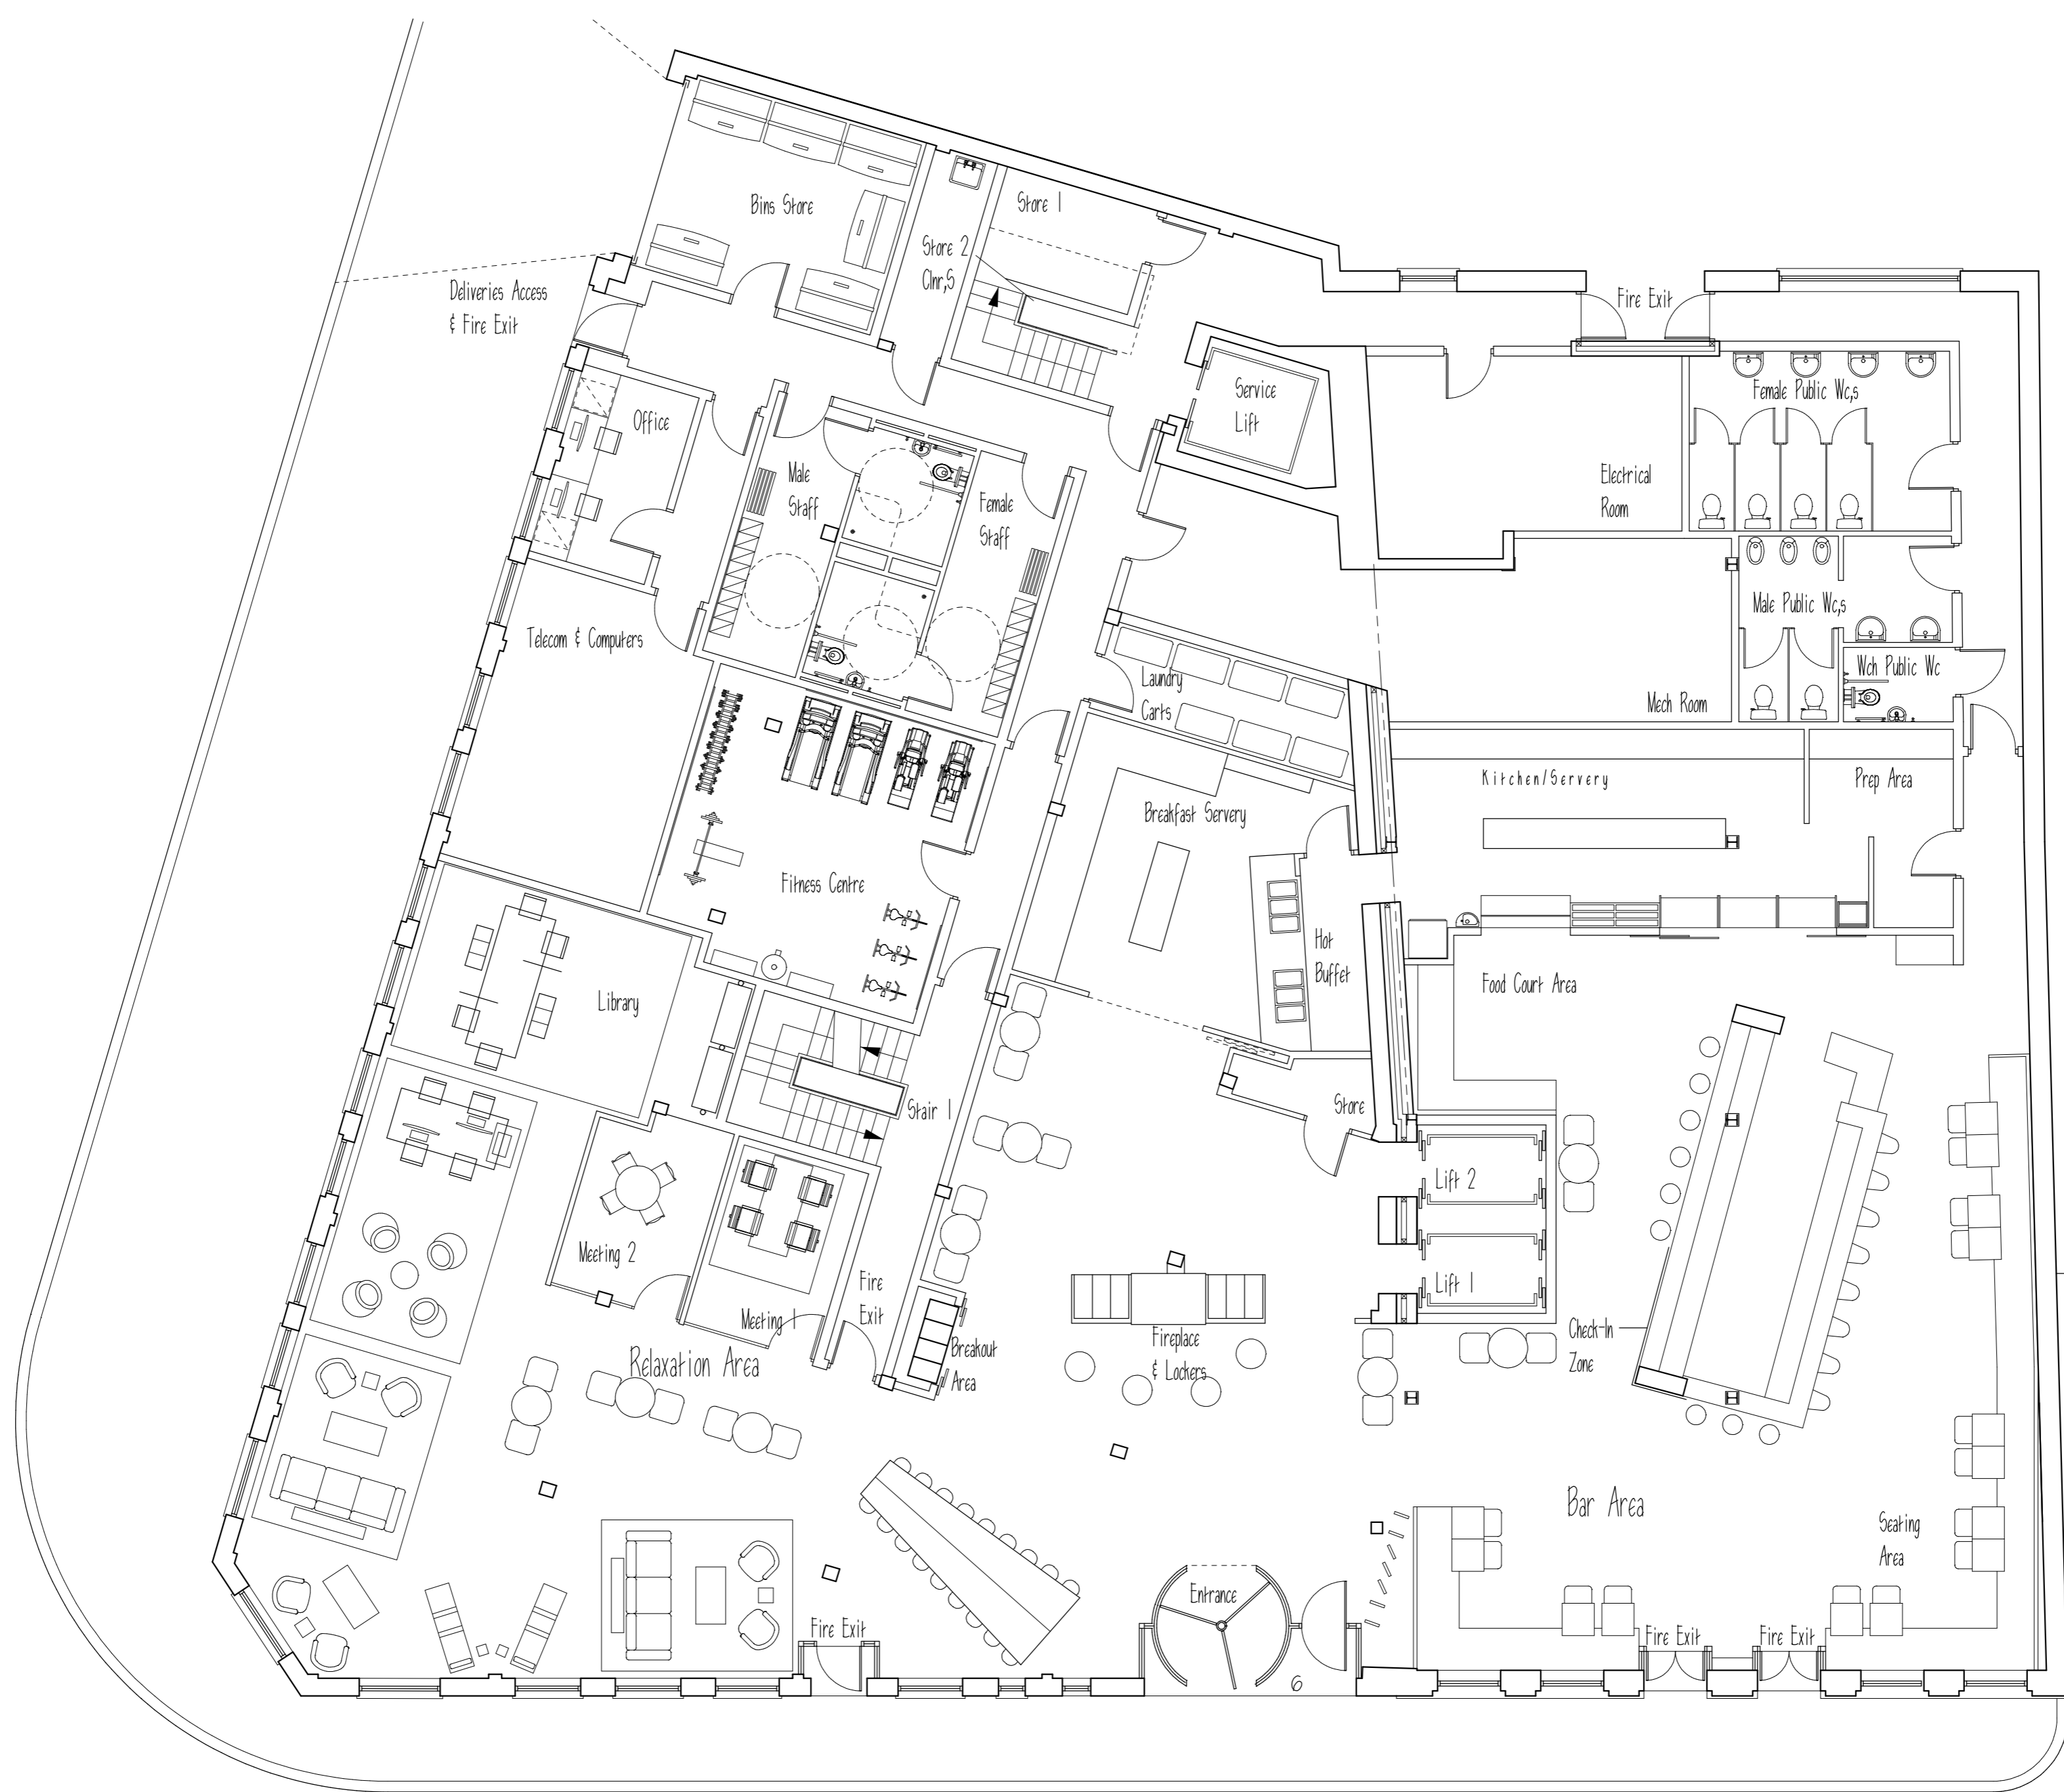 Bins Store
Store 1
Store 2
Clnr,S
Deliveries Access
& Fire Exit
Fire Exit
Service
Lift
Female Public Wc,s
Office
Male
Staff
Female
Staff
Electrical
Room
Male Public Wc,s
Telecom & Computers
Wch Public Wc
Laundry
Carts
Mech Room
Kitchen/Servery
Prep Area
Breakfast Servery
Fitness Centre
Hot
Buffet
Food Court Area
Library
Stair 1
Store
Lift 2
Meeting 2
Lift 1
Fire
Exit
Meeting 1
Check-In
Zone
Fireplace
& Lockers
Breakout
Area
Relaxation Area
Bar Area
Seating
Area
Entrance
Fire Exit
Fire Exit
Fire Exit
6